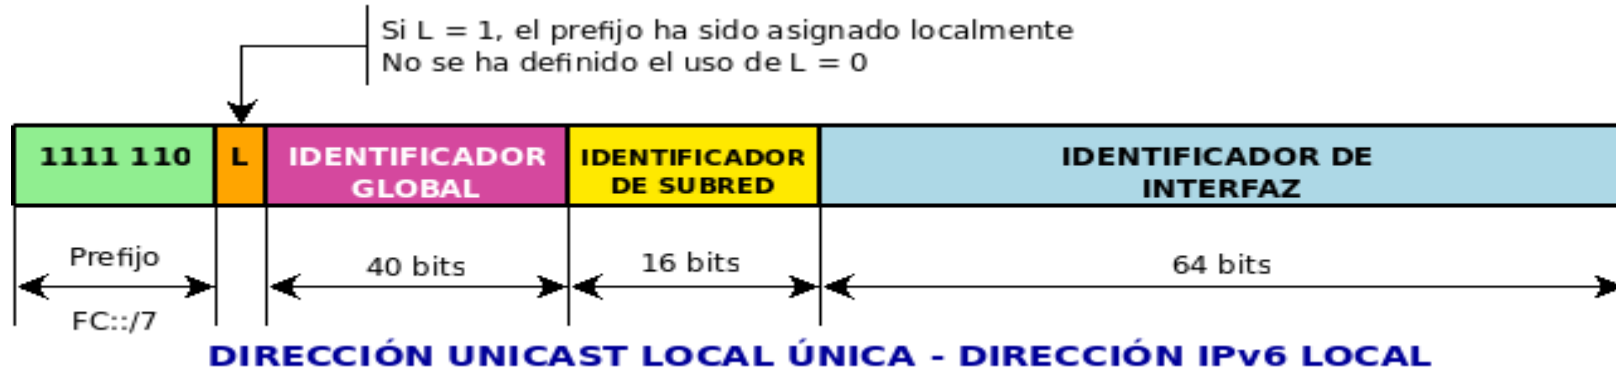 Si L = 1, el prefijo ha sido asignado localmente
No se ha definido el uso de L = 0
1111 110
L
IDENTIFICADOR
GLOBAL
IDENTIFICADOR
DE SUBRED
IDENTIFICADOR DE
INTERFAZ
Prefijo
FC::/7
40 bits
16 bits
64 bits
DIRECCIÓN UNICAST LOCAL ÚNICA - DIRECCIÓN IPv6 LOCAL